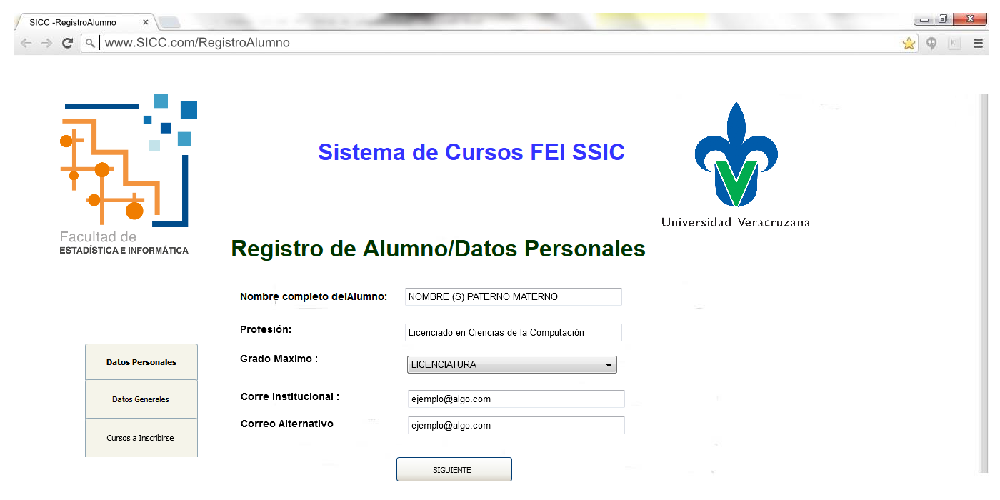 SICC -RegistroAlumno
www.SICC.com/RegistroAlumno
Sistema de Cursos FEI SSIC
Facultad de
ESTADÍSTICA E INFORMÁTICA
Universidad Veracruzana
Registro de Alumno/Datos Personales
Nombre completo delAlumno: NOMBRE (S) PATERNO MATERNO
Profesión: Licenciado en Ciencias de la Computación
Grado Maximo : LICENCIATURA
Corre Institucional : ejemplo@algo.com
Correo Alternativo ejemplo@algo.com
Datos Personales
Datos Generales
Cursos a Inscribirse
SIGUIENTE